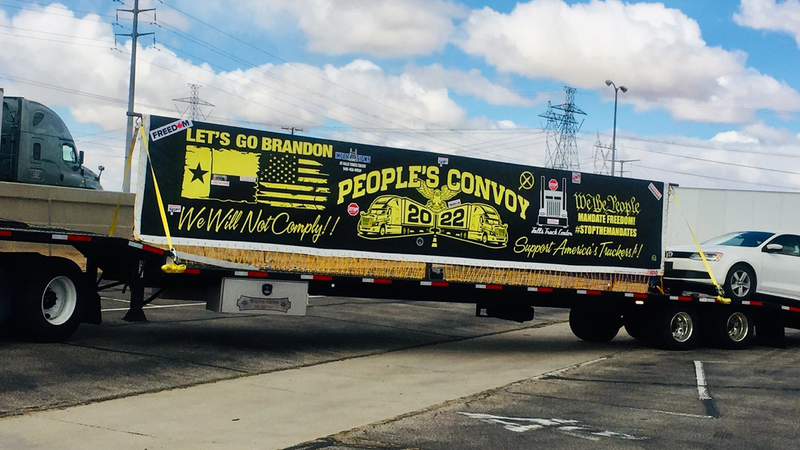 FREEDOM
LET'S GO BRANDON
We Will Not Comply!!
PEOPLE'S CONVOY
2022
We the People
MANDATE FREEDOM!
#STOPTHEMANDATES
Support America's Truckers!!